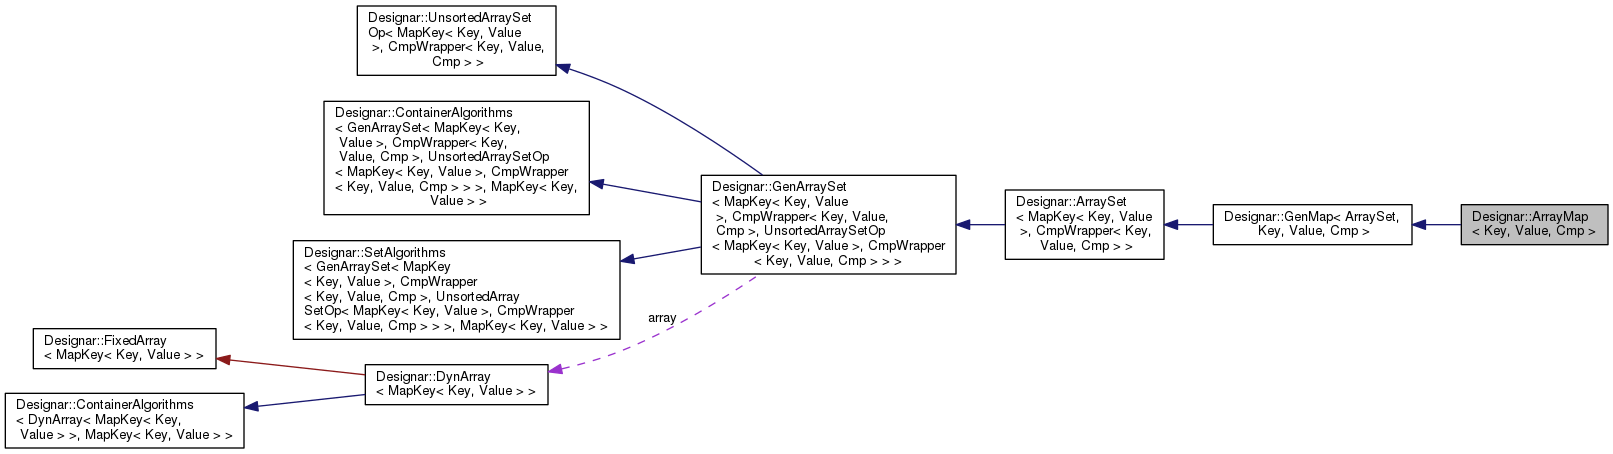 Designar::UnsortedArraySet
Op< MapKey< Key, Value
>, CmpWrapper< Key, Value,
Cmp > >
Designar::ContainerAlgorithms
< GenArraySet< MapKey< Key,
Value >, CmpWrapper< Key,
Value, Cmp >, UnsortedArraySetOp
< MapKey< Key, Value >, CmpWrapper
< Key, Value, Cmp > > >, MapKey< Key,
Value > >
Designar::SetAlgorithms
< GenArraySet< MapKey
< Key, Value >, CmpWrapper
< Key, Value, Cmp >, UnsortedArray
SetOp< MapKey< Key, Value >, CmpWrapper
< Key, Value, Cmp > > >, MapKey< Key, Value > >
Designar::FixedArray
< MapKey< Key, Value > >
Designar::ContainerAlgorithms
< DynArray< MapKey< Key,
Value > >, MapKey< Key, Value > >
Designar::DynArray
< MapKey< Key, Value > >
array
Designar::GenArraySet
< MapKey< Key, Value
>, CmpWrapper< Key, Value,
Cmp >, UnsortedArraySetOp
< MapKey< Key, Value >, CmpWrapper
< Key, Value, Cmp > > >
Designar::ArraySet
< MapKey< Key, Value
>, CmpWrapper< Key,
Value, Cmp > >
Designar::GenMap< ArraySet,
Key, Value, Cmp >
Designar::ArrayMap
< Key, Value, Cmp >